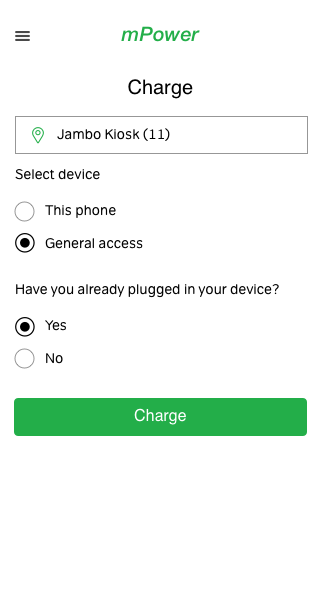 mPower
Charge
Jambo Kiosk (11)
Select device
This phone
General access
Have you already plugged in your device?
Yes
No
Charge